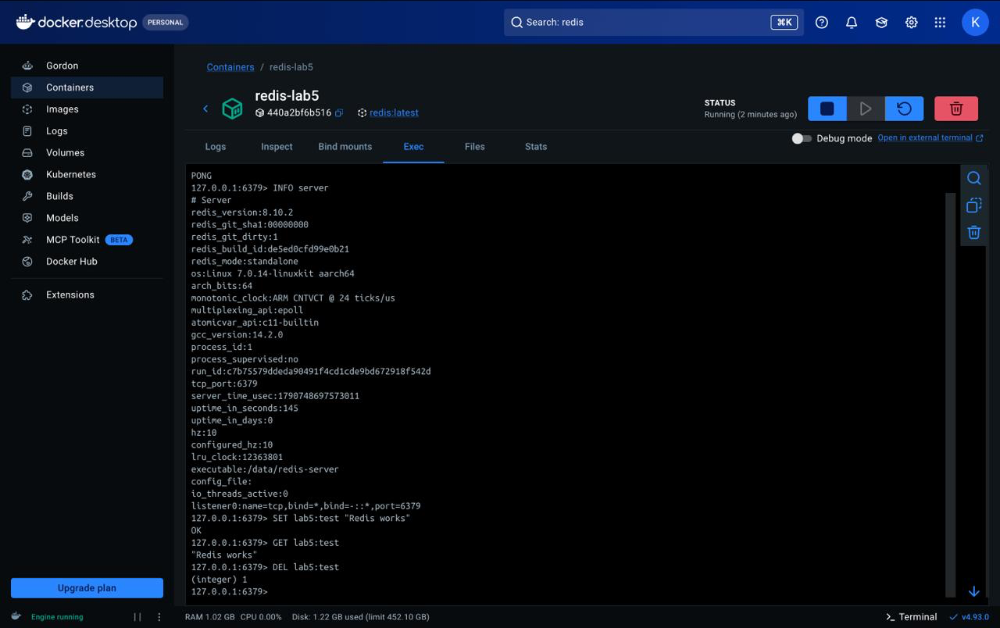 docker.desktop PERSONAL
Search: redis
⌘K
K
Gordon
Containers
Images
Logs
Volumes
Kubernetes
Builds
Models
MCP Toolkit BETA
Docker Hub
Extensions
Upgrade plan
Containers / redis-lab5
redis-lab5
440a2bf6b516 redis:latest
STATUS
Running (2 minutes ago)
Logs Inspect Bind mounts Exec Files Stats
Debug mode Open in external terminal
PONG
127.0.0.1:6379> INFO server
# Server
redis_version:8.10.2
redis_git_sha1:00000000
redis_git_dirty:1
redis_build_id:de5ed0cfd99e0b21
redis_mode:standalone
os:Linux 7.0.14-linuxkit aarch64
arch_bits:64
monotonic_clock:ARM CNTVCT @ 24 ticks/us
multiplexing_api:epoll
atomicvar_api:c11-builtin
gcc_version:14.2.0
process_id:1
process_supervised:no
run_id:c7b75579ddeda90491f4cd1cde9bd672918f542d
tcp_port:6379
server_time_usec:1790748697573011
uptime_in_seconds:145
uptime_in_days:0
hz:10
configured_hz:10
lru_clock:12363801
executable:/data/redis-server
config_file:
io_threads_active:0
listener0:name=tcp,bind=*,bind=-::*,port=6379
127.0.0.1:6379> SET lab5:test "Redis works"
OK
127.0.0.1:6379> GET lab5:test
"Redis works"
127.0.0.1:6379> DEL lab5:test
(integer) 1
127.0.0.1:6379>
Engine running
RAM 1.02 GB CPU 0.00% Disk: 1.22 GB used (limit 452.10 GB)
Terminal
v4.93.0